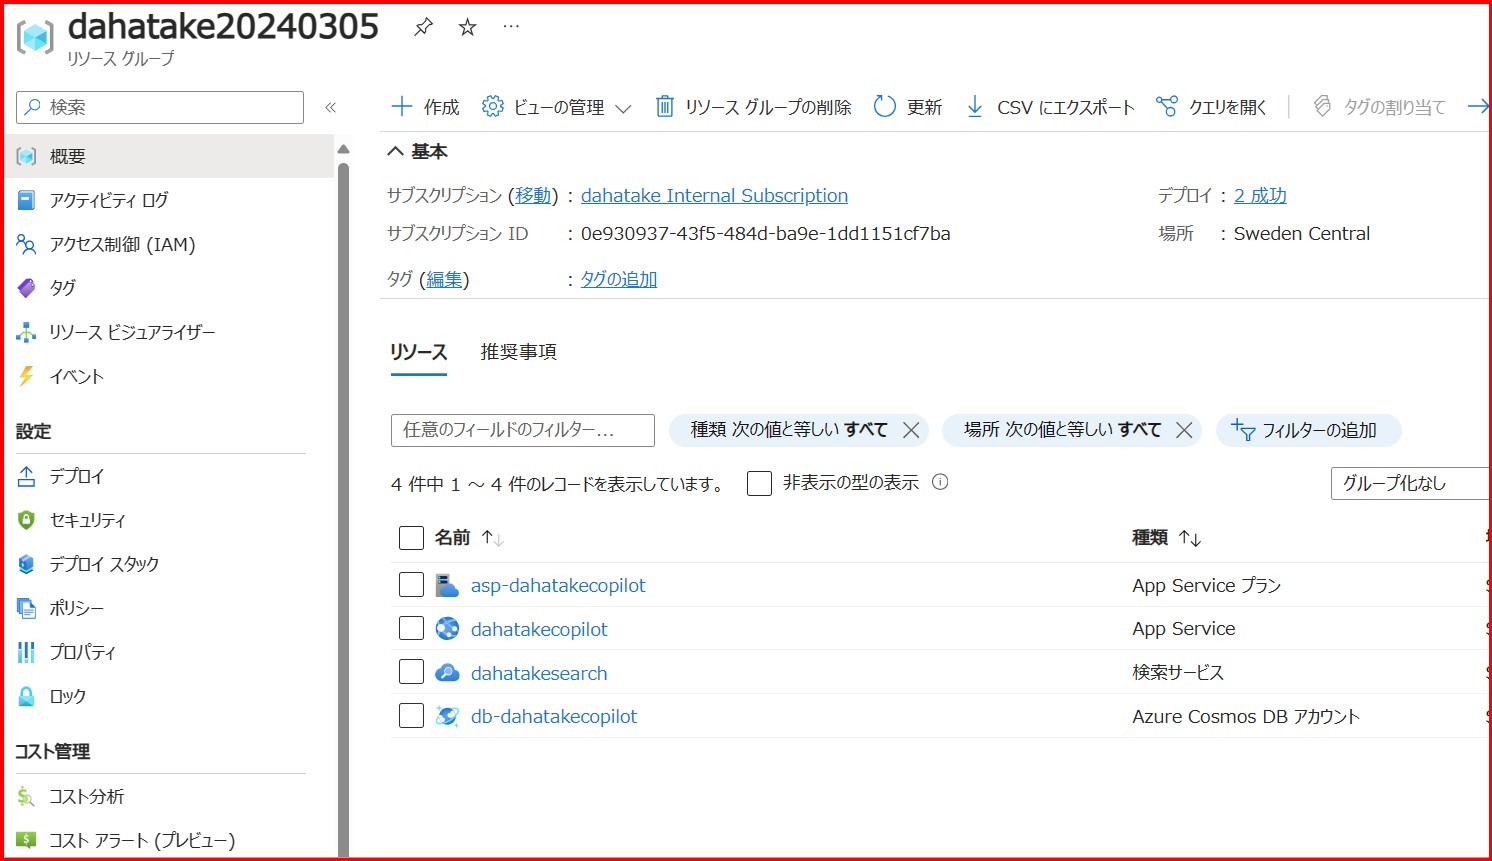 dahatake20240305
リソース グループ
検索
概要
アクティビティ ログ
アクセス制御 (IAM)
タグ
リソース ビジュアライザー
イベント
設定
デプロイ
セキュリティ
デプロイ スタック
ポリシー
プロパティ
ロック
コスト管理
コスト分析
コスト アラート (プレビュー)
作成 ビューの管理 リソース グループの削除 更新 CSV にエクスポート クエリを開く タグの割り当て
基本
サブスクリプション (移動) : dahatake Internal Subscription デプロイ : 2 成功
サブスクリプション ID : 0e930937-43f5-484d-ba9e-1dd1151cf7ba 場所 : Sweden Central
タグ (編集) : タグの追加
リソース 推奨事項
任意のフィールドのフィルター... 種類 次の値と等しい すべて 場所 次の値と等しい すべて フィルターの追加
4 件中 1 ～ 4 件のレコードを表示しています。 非表示の型の表示 グループ化なし
名前 種類
asp-dahatakecopilot App Service プラン
dahatakecopilot App Service
dahatakesearch 検索サービス
db-dahatakecopilot Azure Cosmos DB アカウント